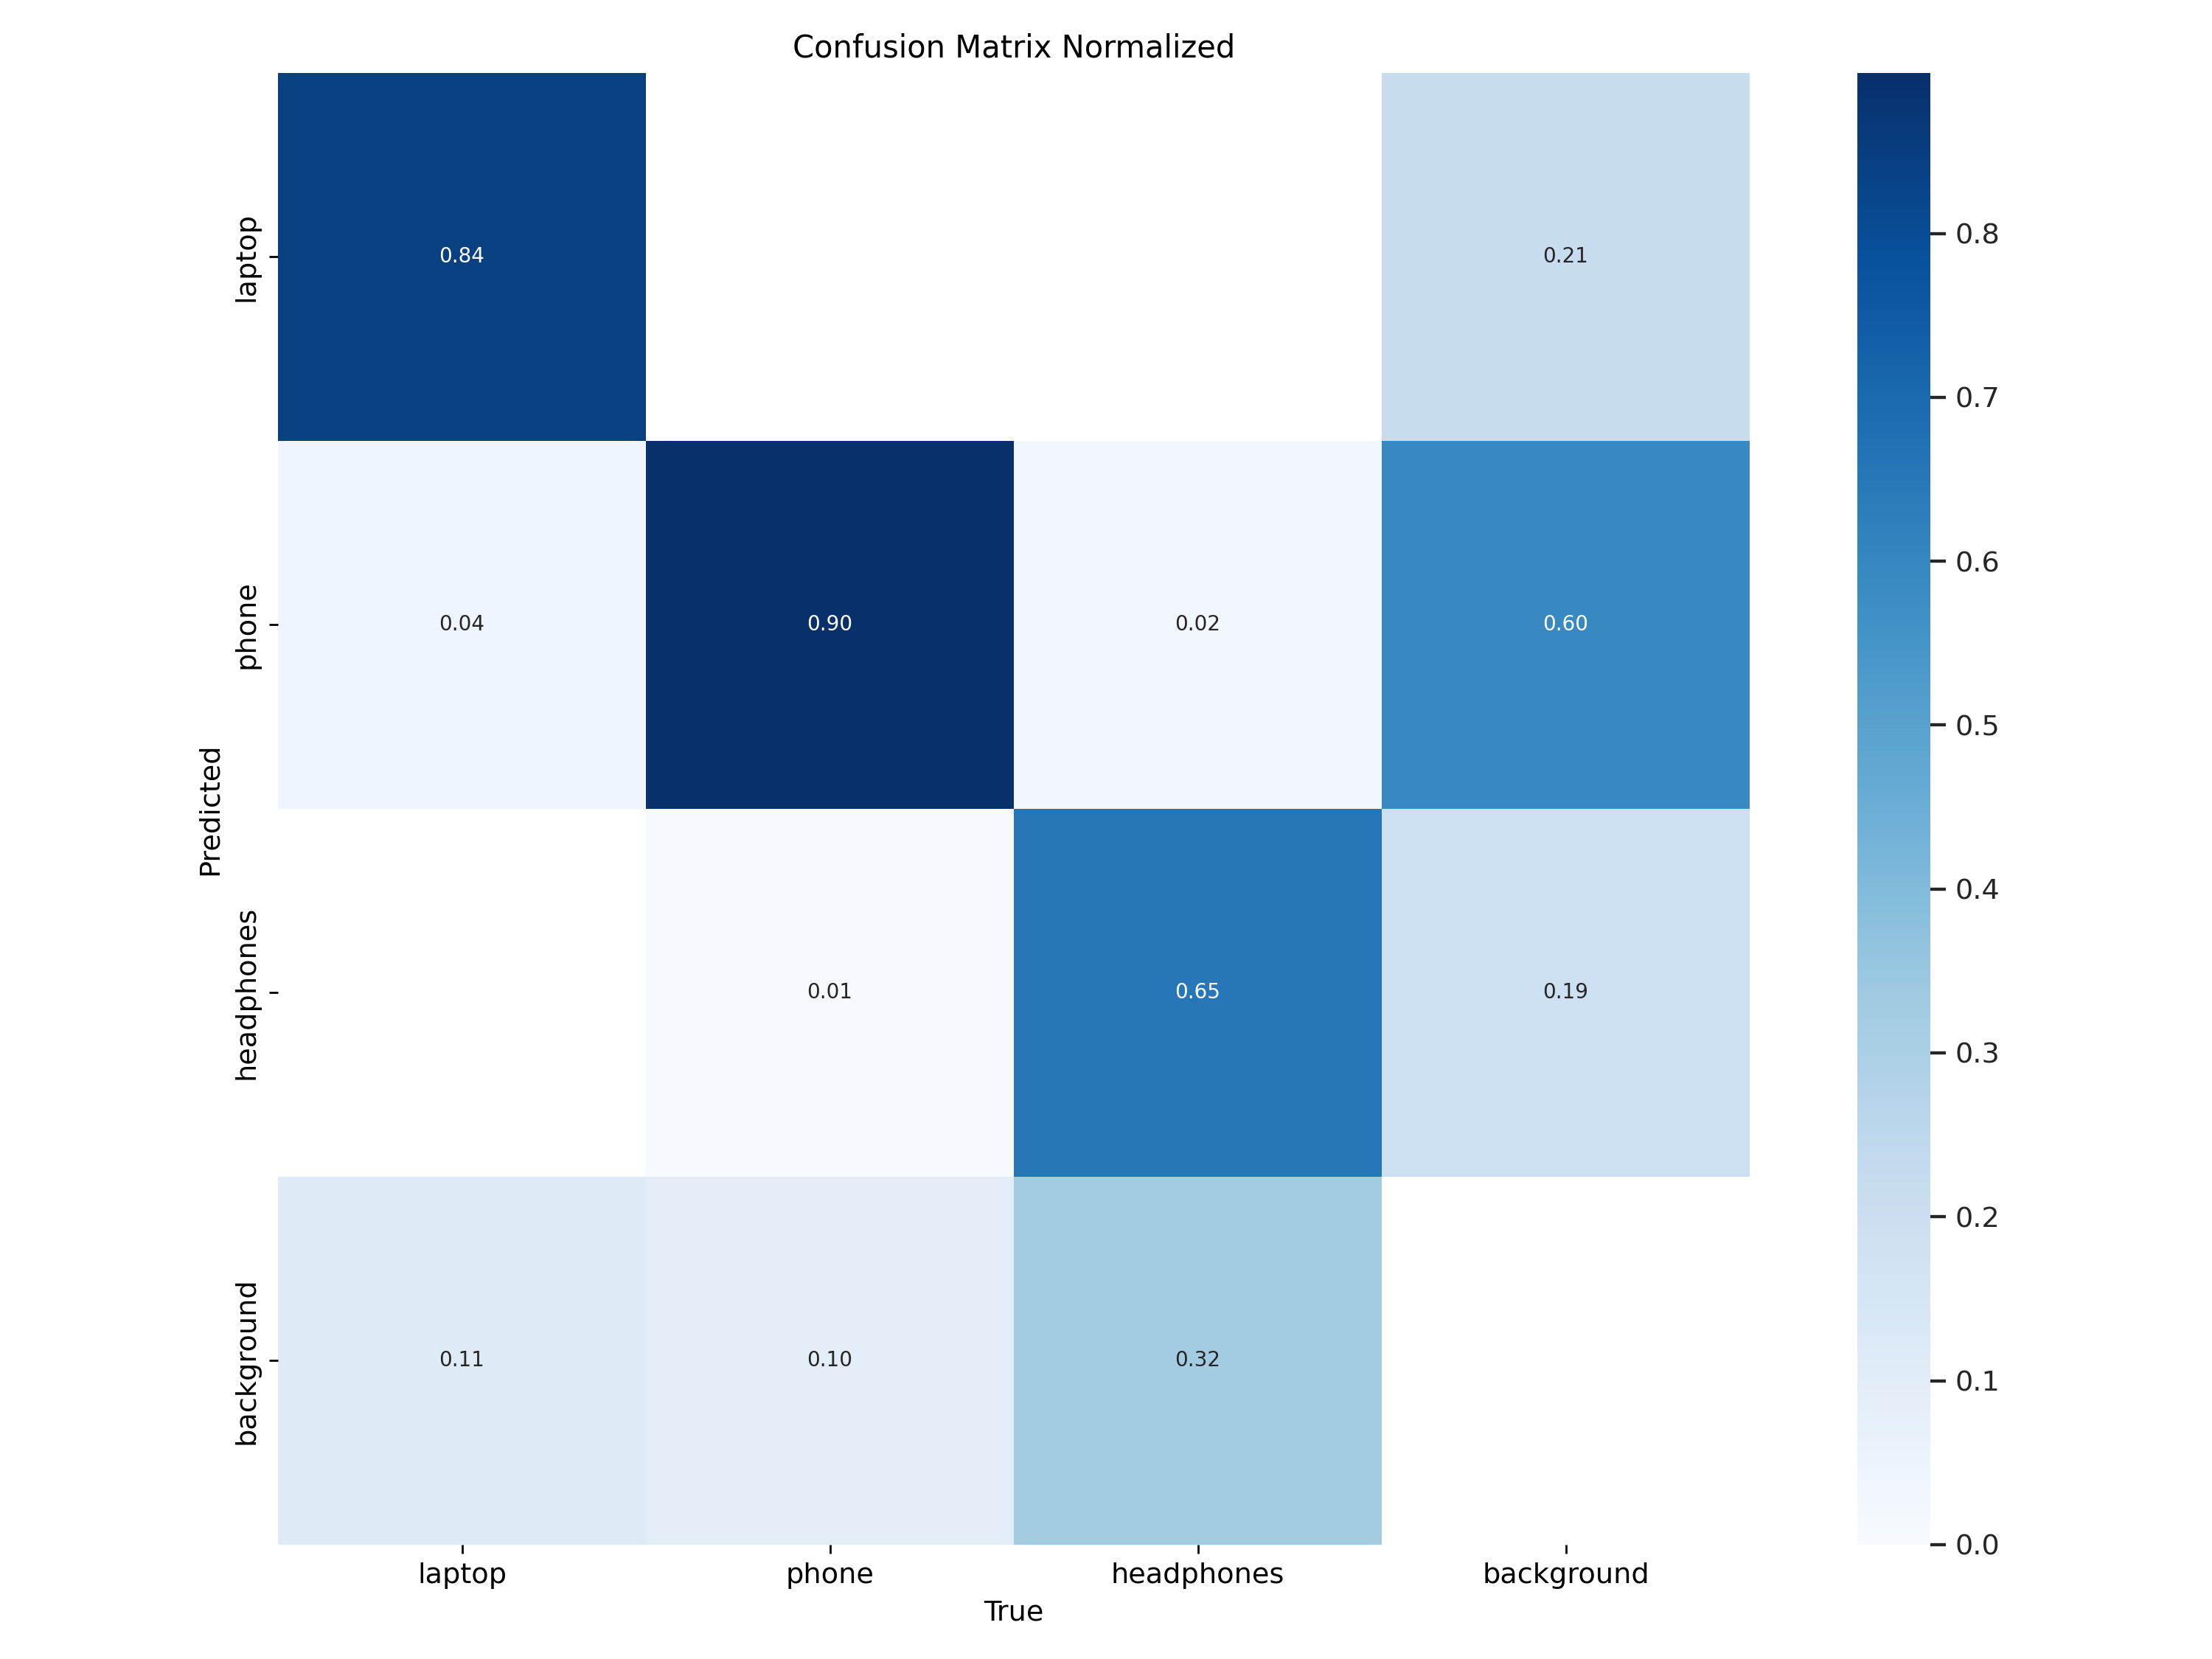 Confusion Matrix Normalized
laptop
0.84
0.21
phone
0.04
0.90
0.02
0.60
headphones
0.01
0.65
0.19
background
0.11
0.10
0.32
Predicted
laptop
phone
headphones
background
True
0.8
0.7
0.6
0.5
0.4
0.3
0.2
0.1
0.0